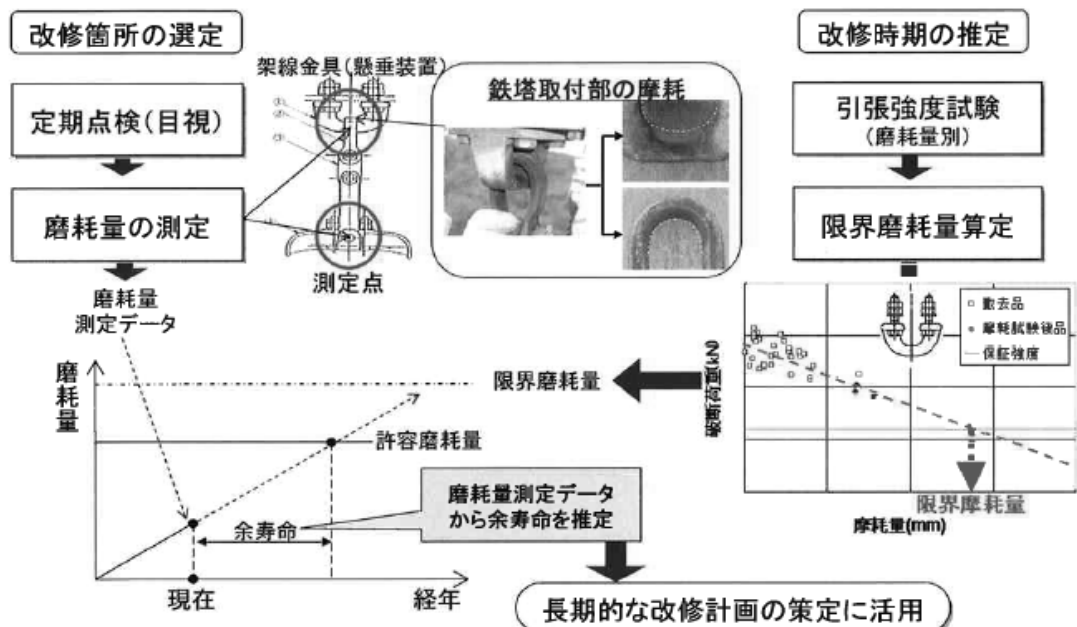 改修箇所の選定
定期点検(目視)
磨耗量の測定
架線金具(懸垂装置)
測定点
鉄塔取付部の摩耗
改修時期の推定
引張強度試験
(磨耗量別)
限界磨耗量算定
撤去品
摩耗試験後品
保証強度
破断荷重(kN)
限界摩耗量
摩耗量(mm)
磨耗量
測定データ
磨耗量
限界磨耗量
許容磨耗量
余寿命
現在
経年
磨耗量測定データ
から余寿命を推定
長期的な改修計画の策定に活用